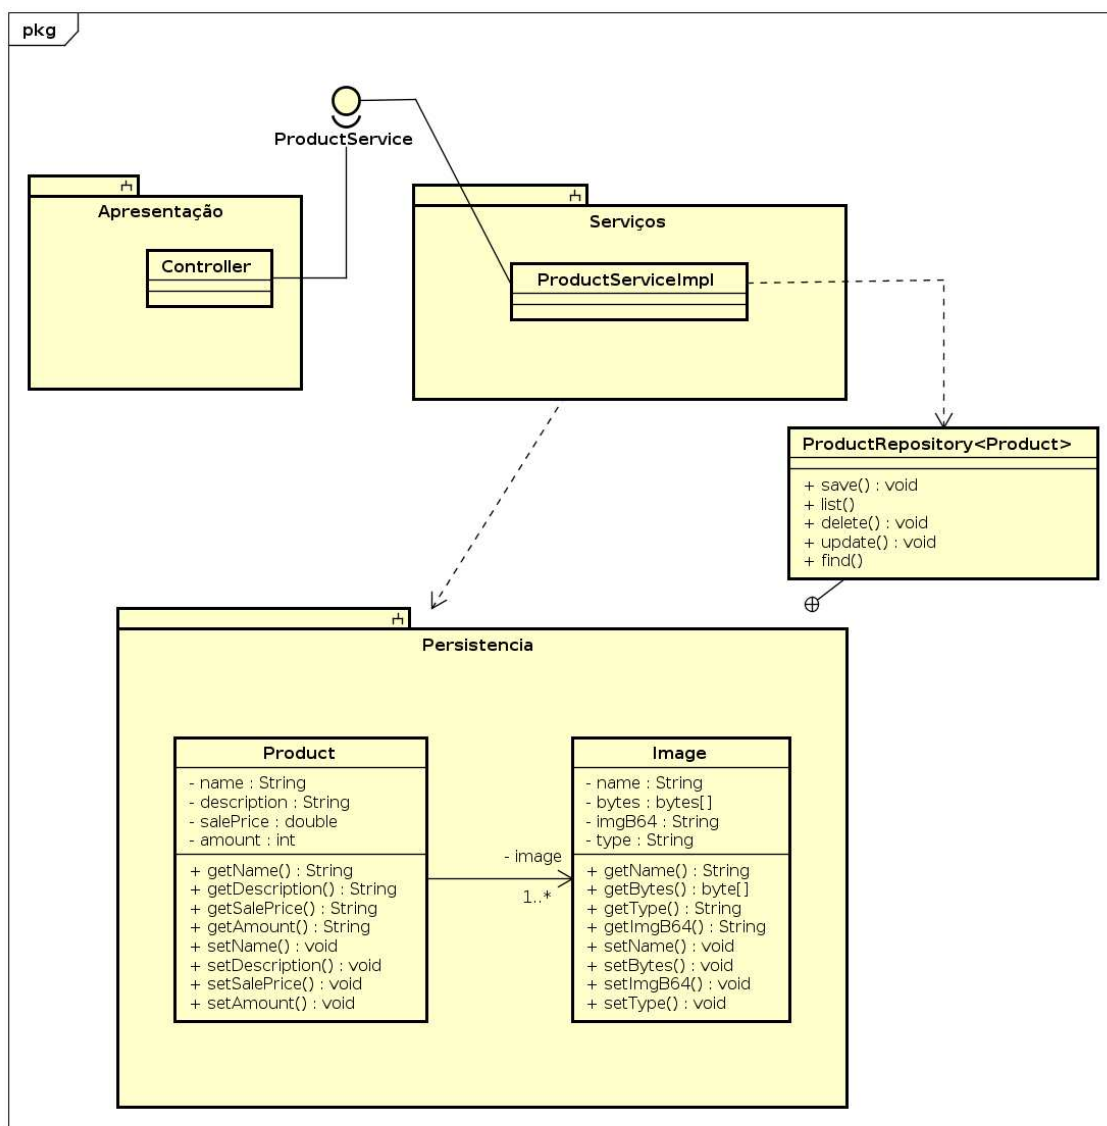 pkg
ProductService
Apresentação
Controller
Serviços
ProductServiceImpl
ProductRepository<Product>
+ save() : void
+ list()
+ delete() : void
+ update() : void
+ find()
Persistencia
Product
- name : String
- description : String
- salePrice : double
- amount : int
+ getName() : String
+ getDescription() : String
+ getSalePrice() : String
+ getAmount() : String
+ setName() : void
+ setDescription() : void
+ setSalePrice() : void
+ setAmount() : void
- image
1..*
Image
- name : String
- bytes : bytes[]
- imgB64 : String
- type : String
+ getName() : String
+ getBytes() : byte[]
+ getType() : String
+ getImgB64() : String
+ setName() : void
+ setBytes() : void
+ setImgB64() : void
+ setType() : void